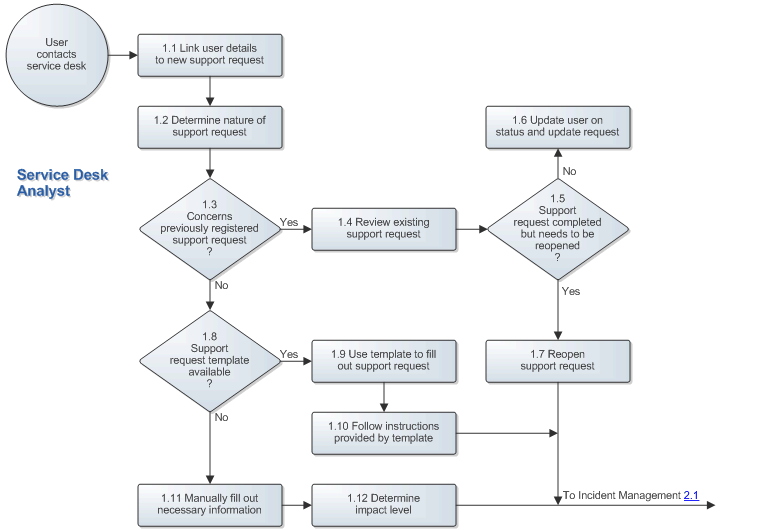 User
contacts
service desk
1.1 Link user details
to new support request
1.2 Determine nature of
support request
1.6 Update user on
status and update request
Service Desk
Analyst
No
1.3
Concerns
previously registered
support request
?
Yes
1.4 Review existing
support request
1.5
Support
request completed
but needs to be
reopened
?
No
Yes
1.8
Support
request template
available
?
Yes
1.9 Use template to fill
out support request
1.7 Reopen
support request
No
1.10 Follow instructions
provided by template
1.11 Manually fill out
necessary information
1.12 Determine
impact level
To Incident Management 2.1